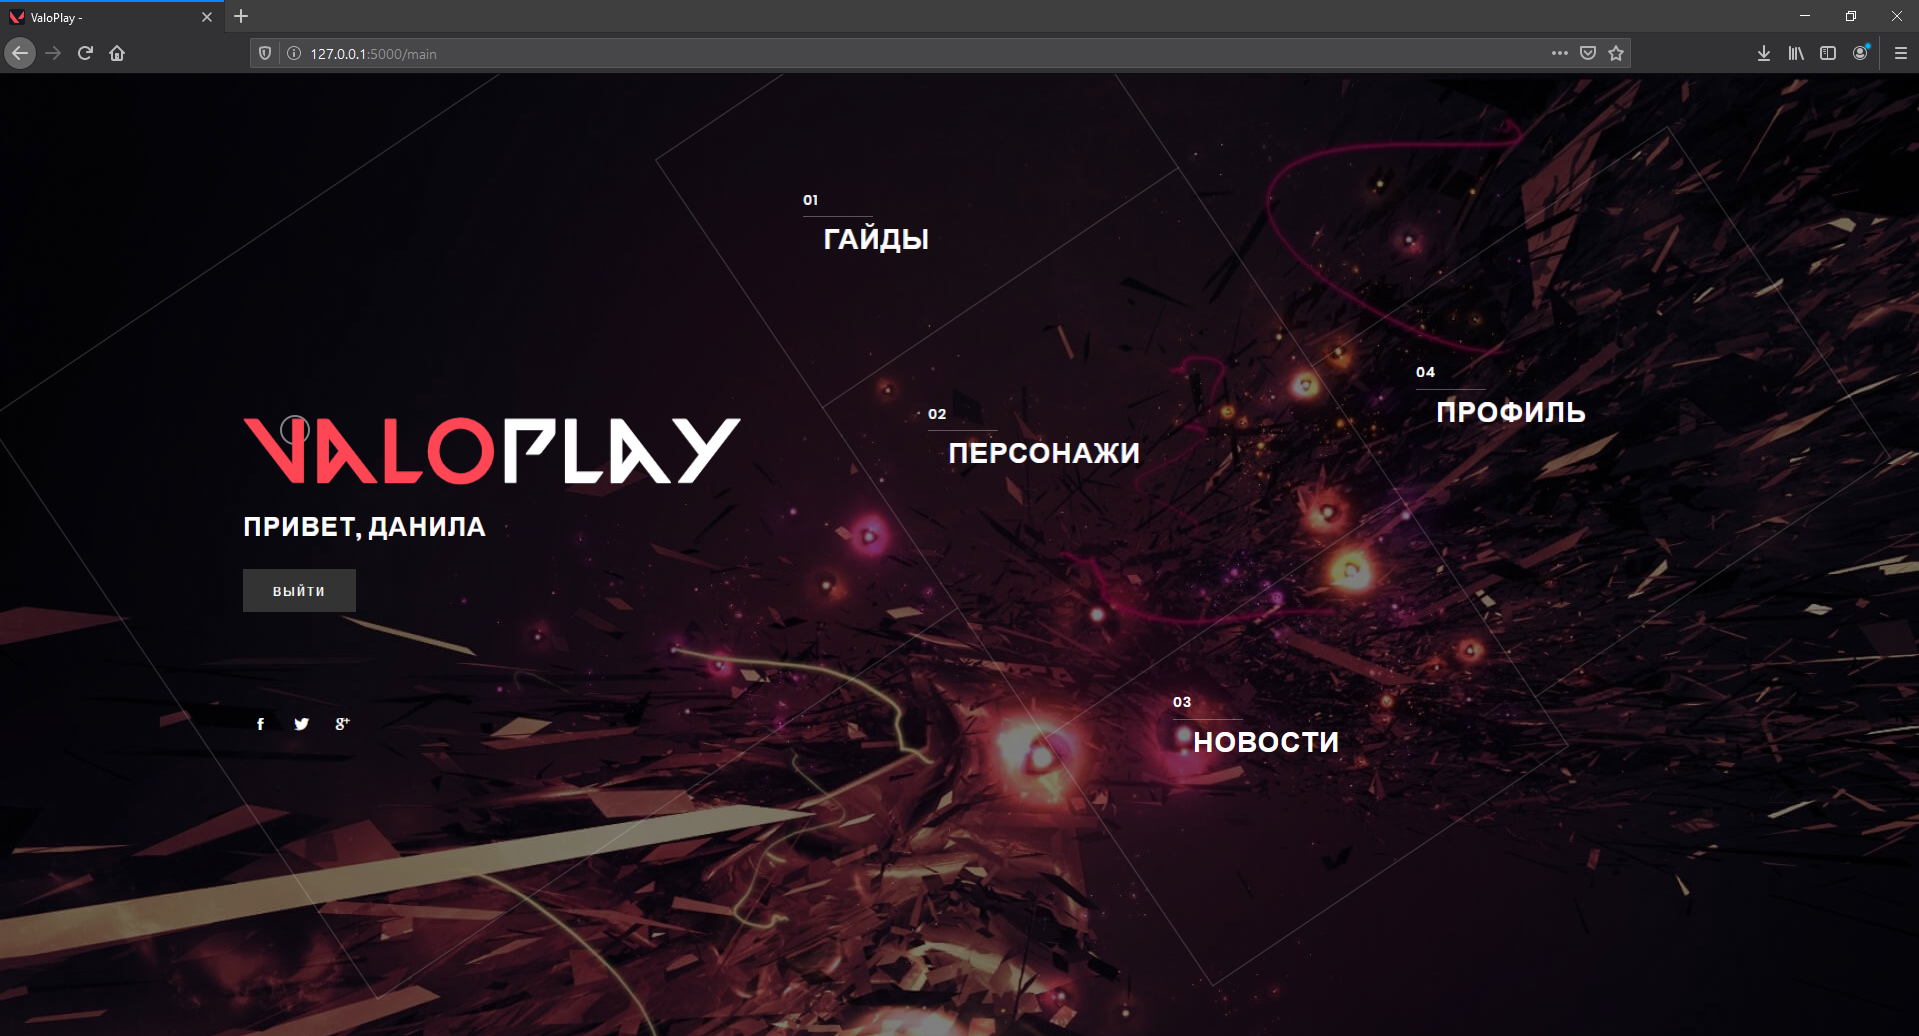 ValoPlay -
127.0.0.1:5000/main
01
ГАЙДЫ
02
ПЕРСОНАЖИ
04
ПРОФИЛЬ
VALOPLAY
ПРИВЕТ, ДАНИЛА
ВЫЙТИ
03
НОВОСТИ
f
g+